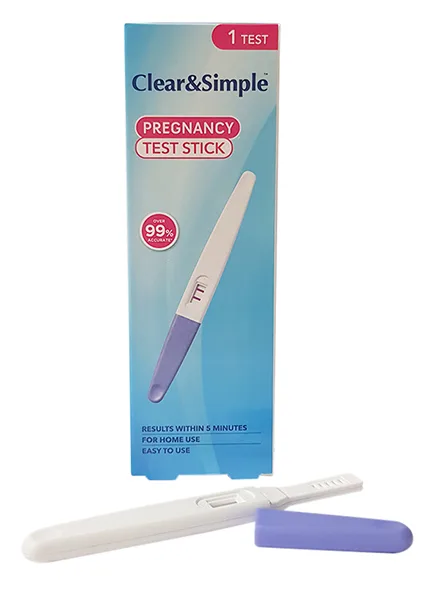 1 TEST
Clear&Simple™
PREGNANCY
TEST STICK
OVER
99%
ACCURATE*
RESULTS WITHIN 5 MINUTES
FOR HOME USE
EASY TO USE